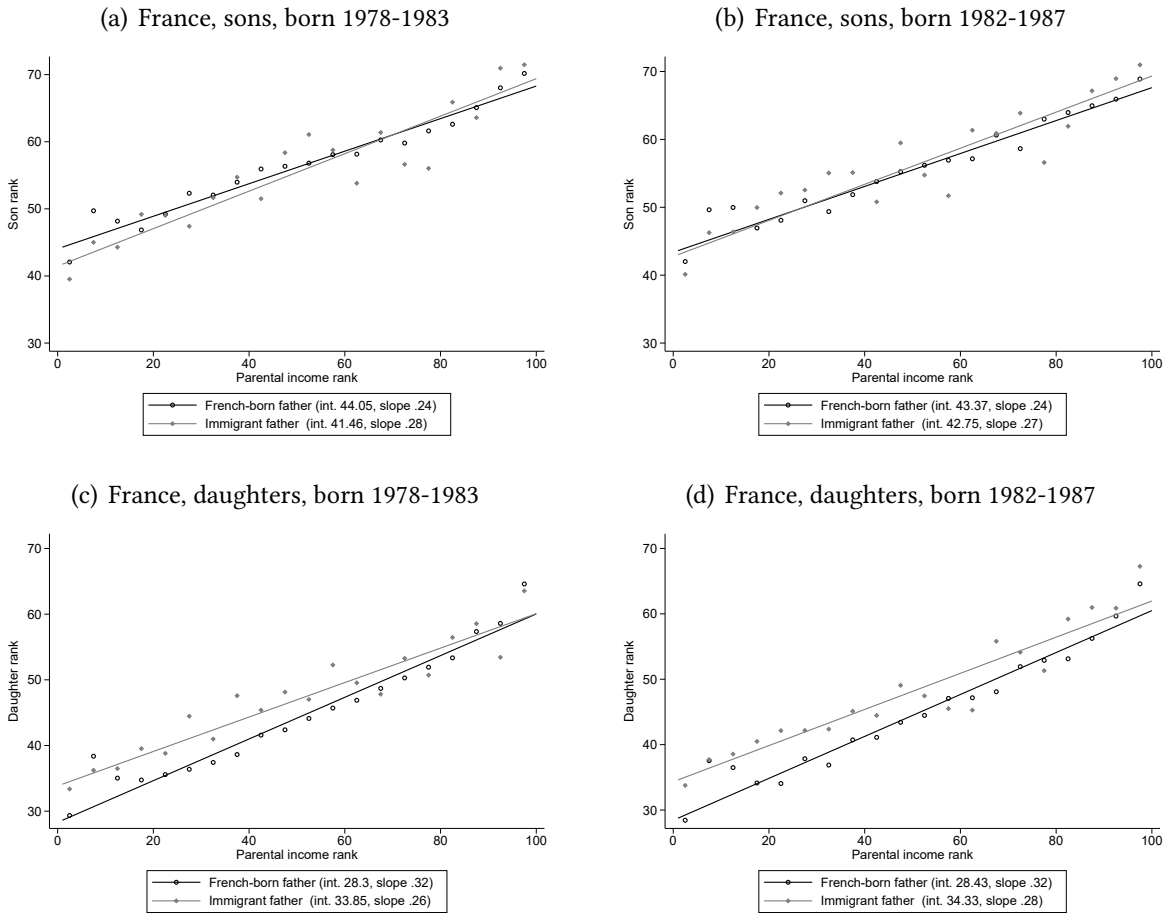 (a) France, sons, born 1978-1983
70
60
50
40
30
Son rank
0 20 40 60 80 100
Parental income rank
French-born father (int. 44.05, slope .24)
Immigrant father (int. 41.46, slope .28)
(b) France, sons, born 1982-1987
70
60
50
40
30
Son rank
0 20 40 60 80 100
Parental income rank
French-born father (int. 43.37, slope .24)
Immigrant father (int. 42.75, slope .27)
(c) France, daughters, born 1978-1983
70
60
50
40
30
Daughter rank
0 20 40 60 80 100
Parental income rank
French-born father (int. 28.3, slope .32)
Immigrant father (int. 33.85, slope .26)
(d) France, daughters, born 1982-1987
70
60
50
40
30
Daughter rank
0 20 40 60 80 100
Parental income rank
French-born father (int. 28.43, slope .32)
Immigrant father (int. 34.33, slope .28)